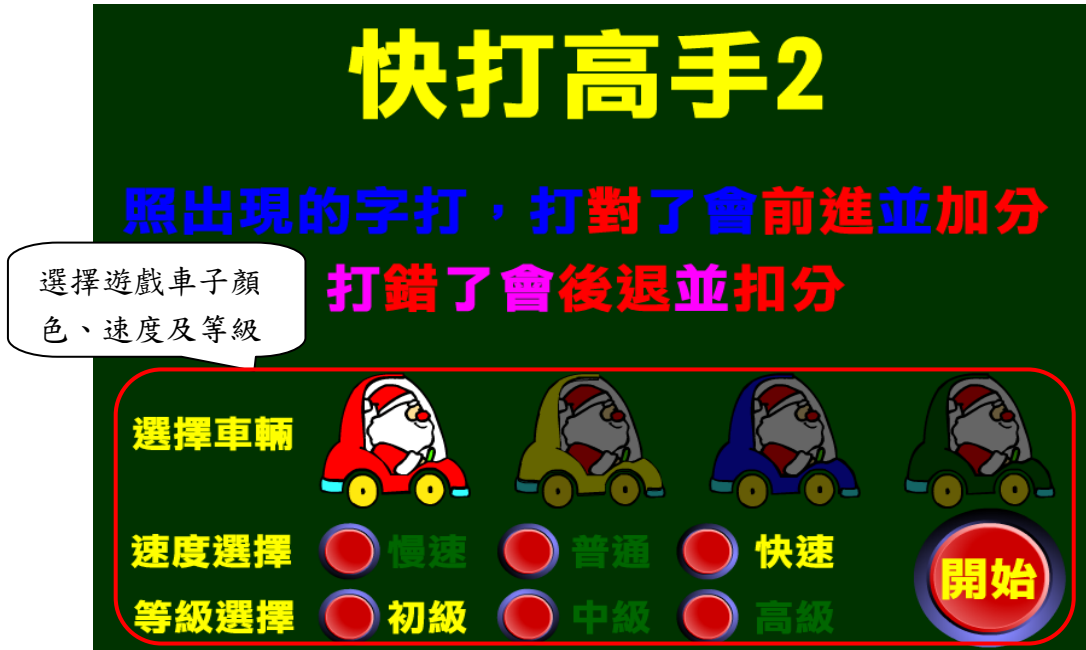 快打高手2
照出現的字打，打對了會前進並加分
打錯了會後退並扣分
選擇遊戲車子顏
色、速度及等級
選擇車輛
速度選擇 慢速 普通 快速
等級選擇 初級 中級 高級
開始